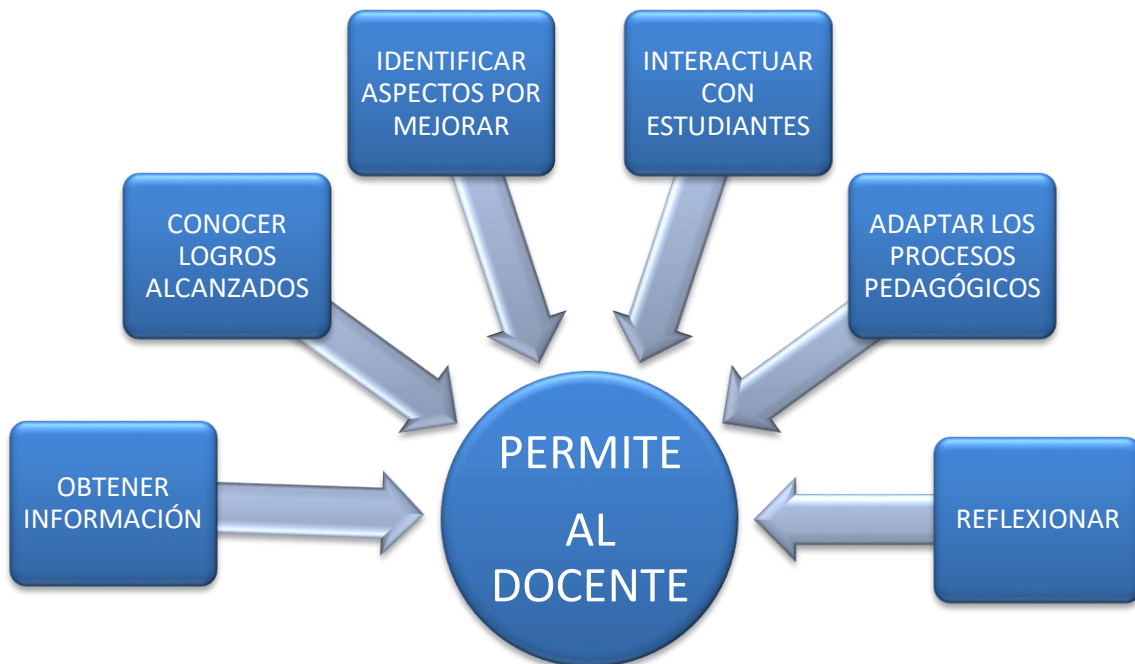 IDENTIFICAR
ASPECTOS POR
MEJORAR
INTERACTUAR
CON
ESTUDIANTES
CONOCER
LOGROS
ALCANZADOS
ADAPTAR LOS
PROCESOS
PEDAGÓGICOS
OBTENER
INFORMACIÓN
PERMITE
AL
DOCENTE
REFLEXIONAR